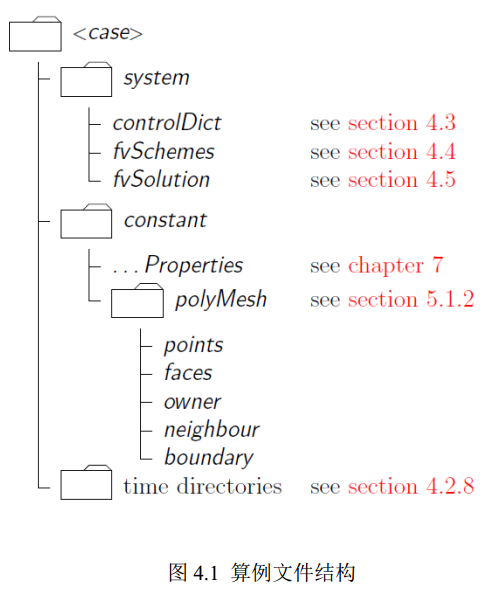 <case>
system
controlDict see section 4.3
fvSchemes see section 4.4
fvSolution see section 4.5
constant
...Properties see chapter 7
polyMesh see section 5.1.2
points
faces
owner
neighbour
boundary
time directories see section 4.2.8
图 4.1 算例文件结构